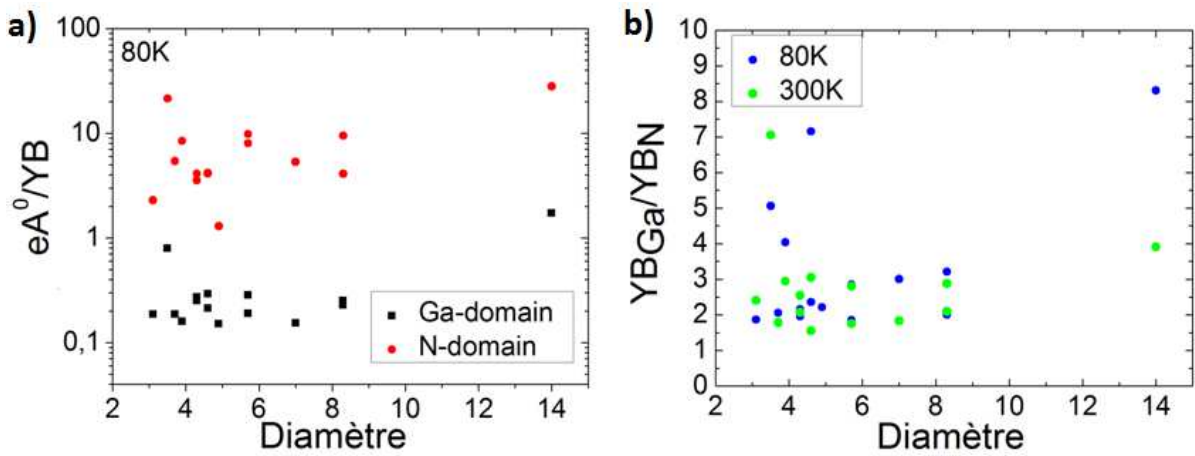 a)
80K
100
10
1
0,1
eA⁰/YB
2 4 6 8 10 12 14
Diamètre
Ga-domain
N-domain
b)
80K
300K
10
9
8
7
6
5
4
3
2
1
0
YBGa/YBN
2 4 6 8 10 12 14
Diamètre